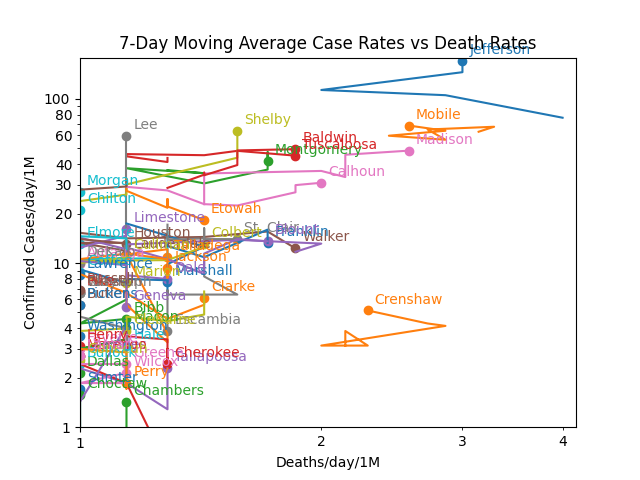 7-Day Moving Average Case Rates vs Death Rates
Jefferson
Mobile
Shelby
Lee
Baldwin
Tuscaloosa
Madison
Montgomery
Calhoun
Morgan
Chilton
Etowah
Limestone
St. Clair
Elmore
Houston
Colbert
Franklin
Walker
Lawrence
Jackson
Marshall
Marion
Geneva
Pickens
Clarke
Crenshaw
Bibb
Macon
Escambia
Washington
Henry
Hale
Cherokee
Tallapoosa
Dallas
Wilcox
Perry
Sumter
Choctaw
Chambers
100
80
60
40
30
20
10
8
6
4
3
2
1
1
2
3
4
Confirmed Cases/day/1M
Deaths/day/1M